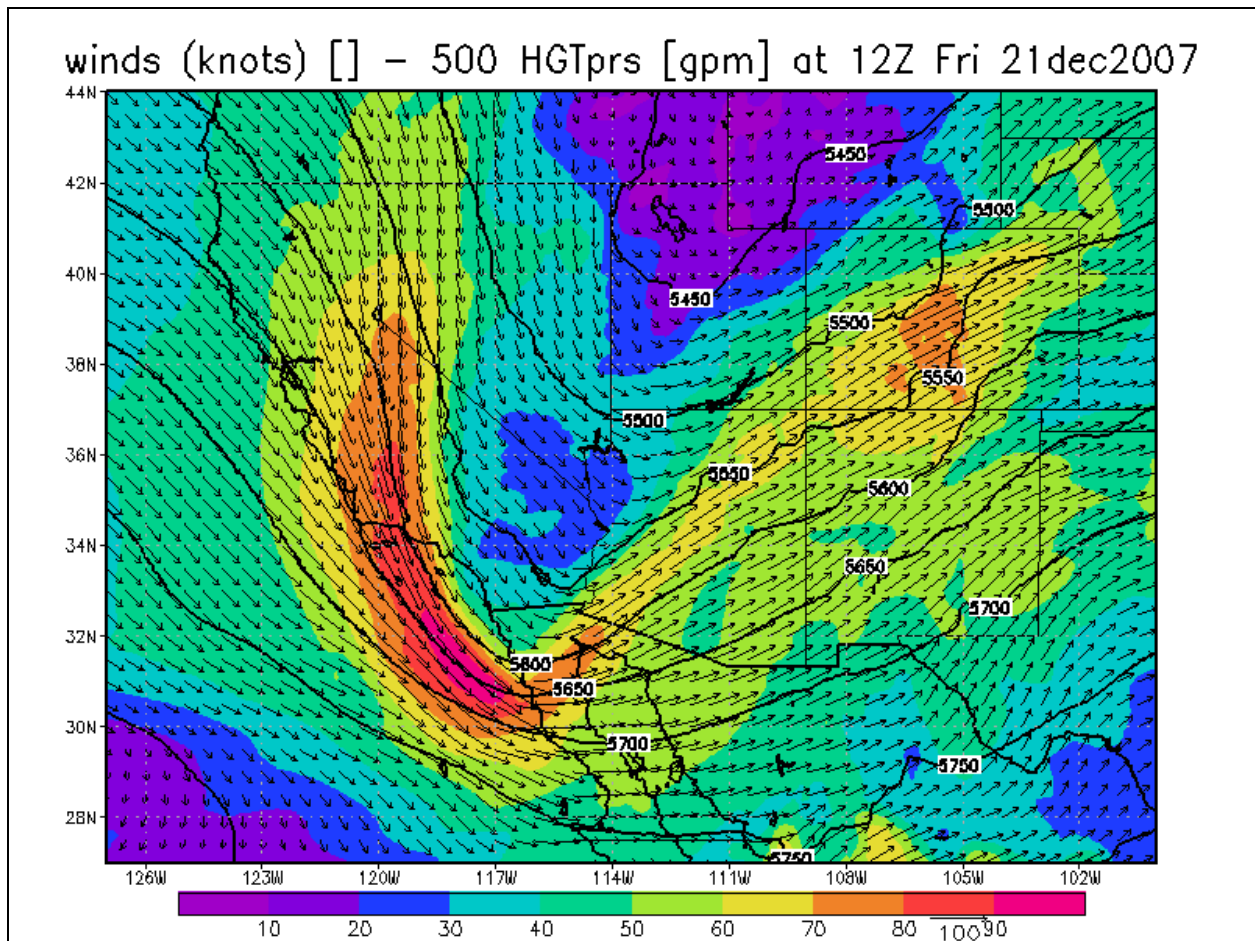 winds (knots) [] - 500 HGTprs [gpm] at 12Z Fri 21dec2007
44N
5450
42N
5500
40N
5450
5500
38N
5550
5500
36N
5550
5600
34N
5650
5700
32N
5600
5650
30N
5700
5750
28N
5750
126W 123W 120W 117W 114W 111W 108W 105W 102W
10 20 30 40 50 60 70 80 90
100